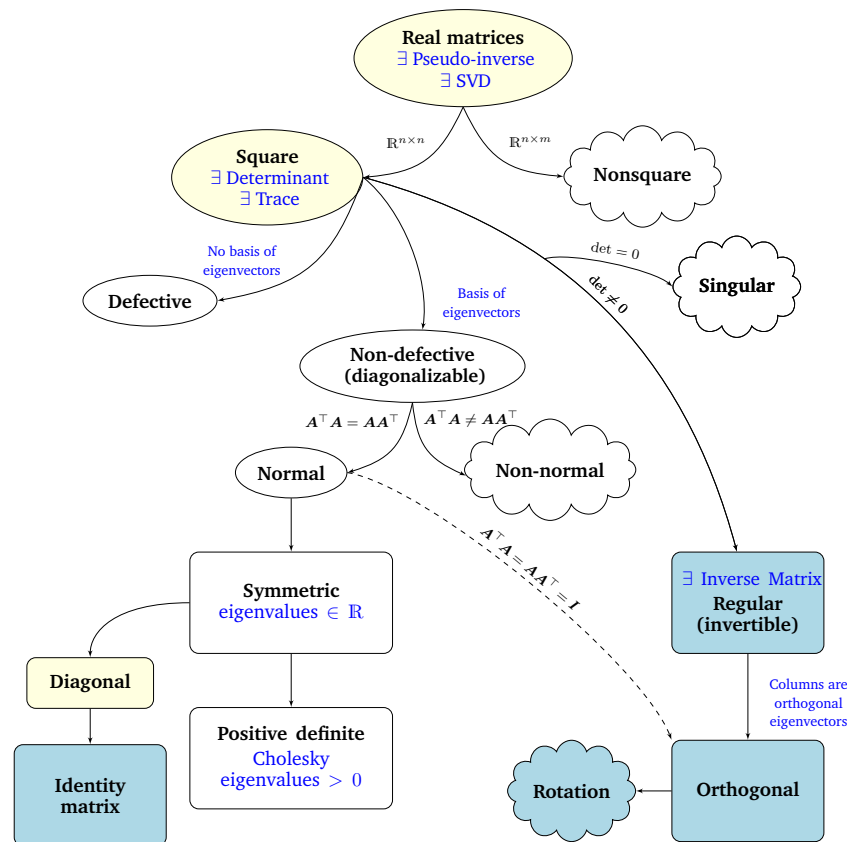 Real matrices
∃ Pseudo-inverse
∃ SVD
ℝⁿˣⁿ
ℝⁿˣᵐ
Square
∃ Determinant
∃ Trace
Nonsquare
No basis of
eigenvectors
det = 0
Defective
Singular
det ≠ 0
Basis of
eigenvectors
Non-defective
(diagonalizable)
A⊤A = AA⊤
A⊤A ≠ AA⊤
Normal
Non-normal
A⊤A = AA⊤ = I
Symmetric
eigenvalues ∈ ℝ
∃ Inverse Matrix
Regular
(invertible)
Diagonal
Columns are
orthogonal
eigenvectors
Positive definite
Cholesky
eigenvalues > 0
Identity
matrix
Rotation
Orthogonal